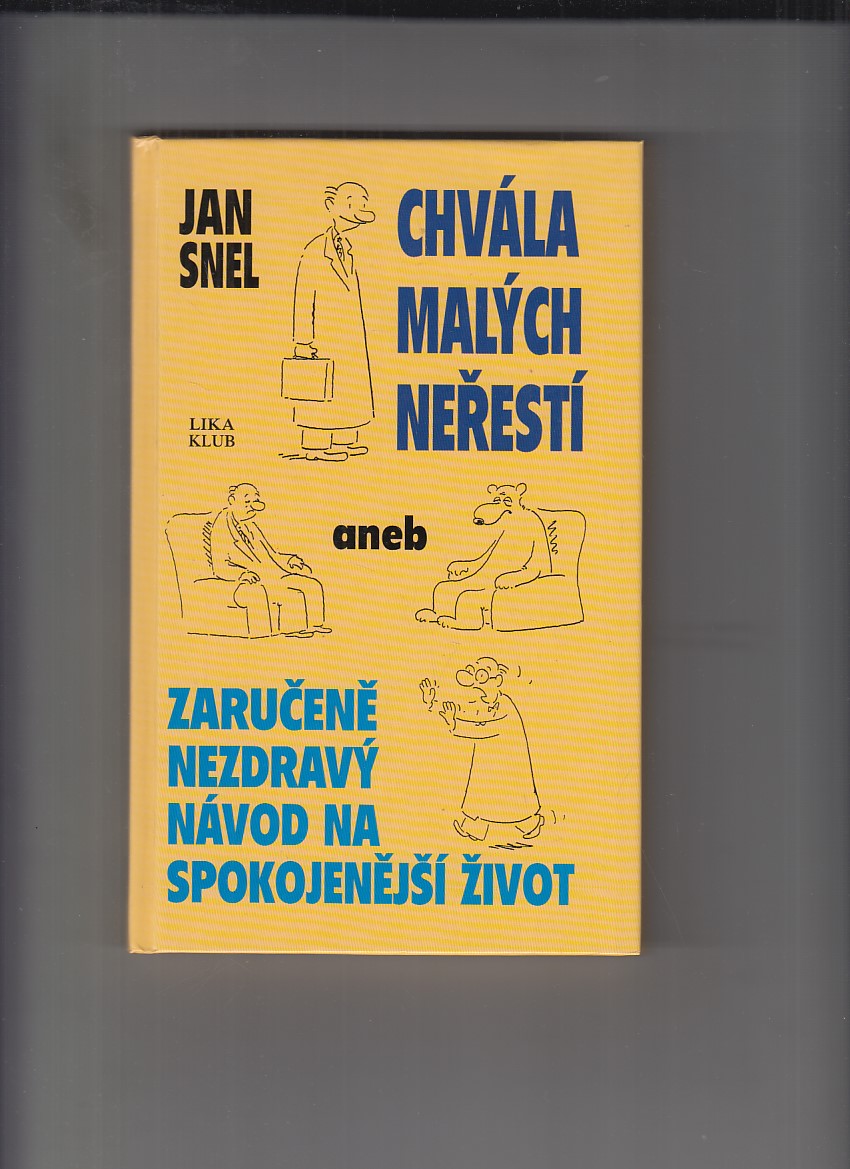 JAN
SNEL
CHVÁLA
MALÝCH
NEŘESTÍ
LIKA
KLUB
aneb
ZARUČENĚ
NEZDRAVÝ
NÁVOD NA
SPOKOJENĚJŠÍ ŽIVOT